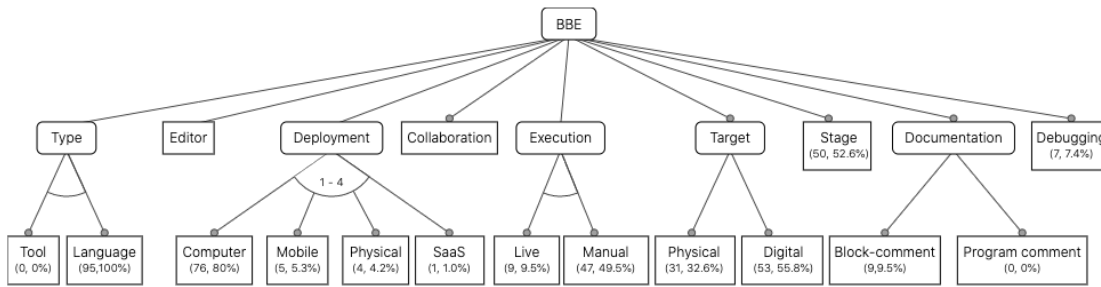 BBE
Type
Editor
Deployment
Collaboration
Execution
Target
Stage
(50, 52.6%)
Documentation
Debugging
(7, 7.4%)
1 - 4
Tool
(0, 0%)
Language
(95,100%)
Computer
(76, 80%)
Mobile
(5, 5.3%)
Physical
(4, 4.2%)
SaaS
(1, 1.0%)
Live
(9, 9.5%)
Manual
(47, 49.5%)
Physical
(31, 32.6%)
Digital
(53, 55.8%)
Block-comment
(9,9.5%)
Program comment
(0, 0%)